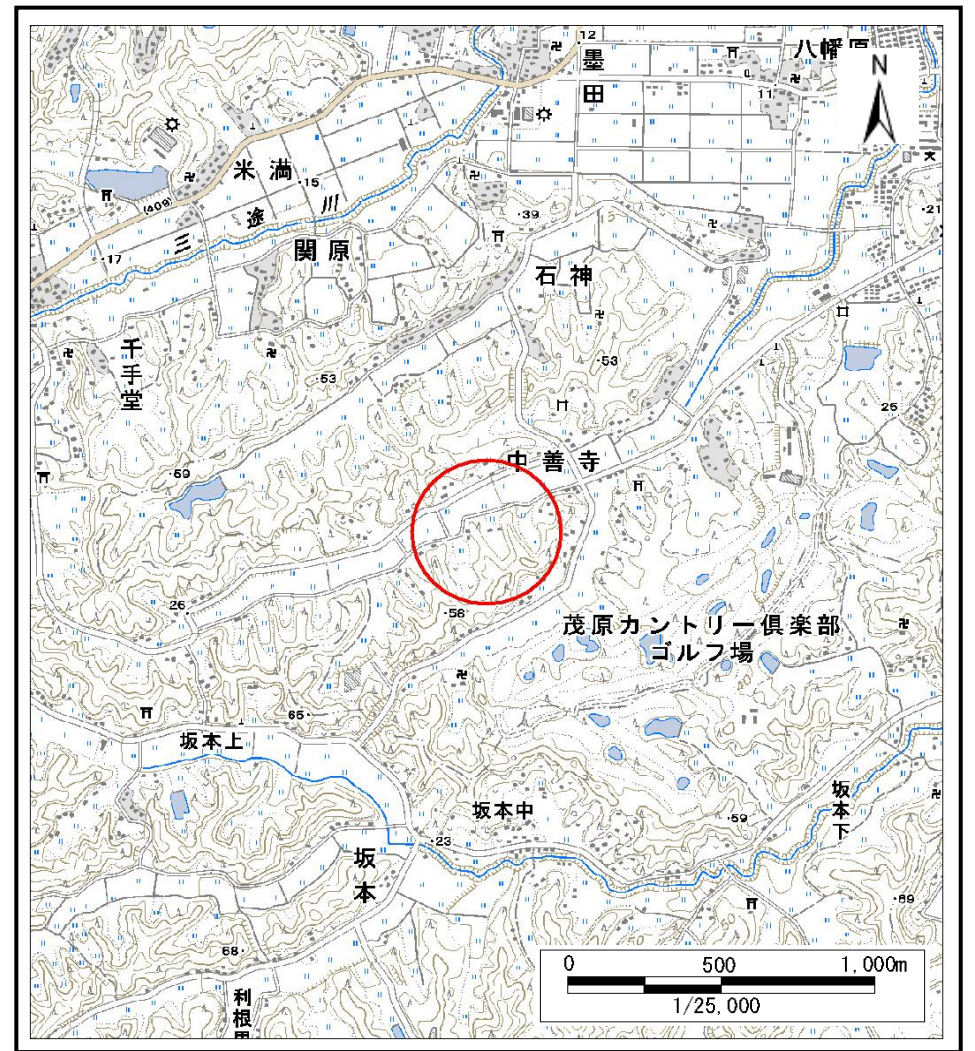 12
墨田
八幡原
N
11
米満
15
(409)
三途川
39
21
関原
17
石神
千手堂
53
53
25
59
中善寺
26
56
茂原カントリー倶楽部
ゴルフ場
65
坂本上
坂本中
59
坂本下
23
坂本
69
68
利根里
0 500 1,000m
1/25,000